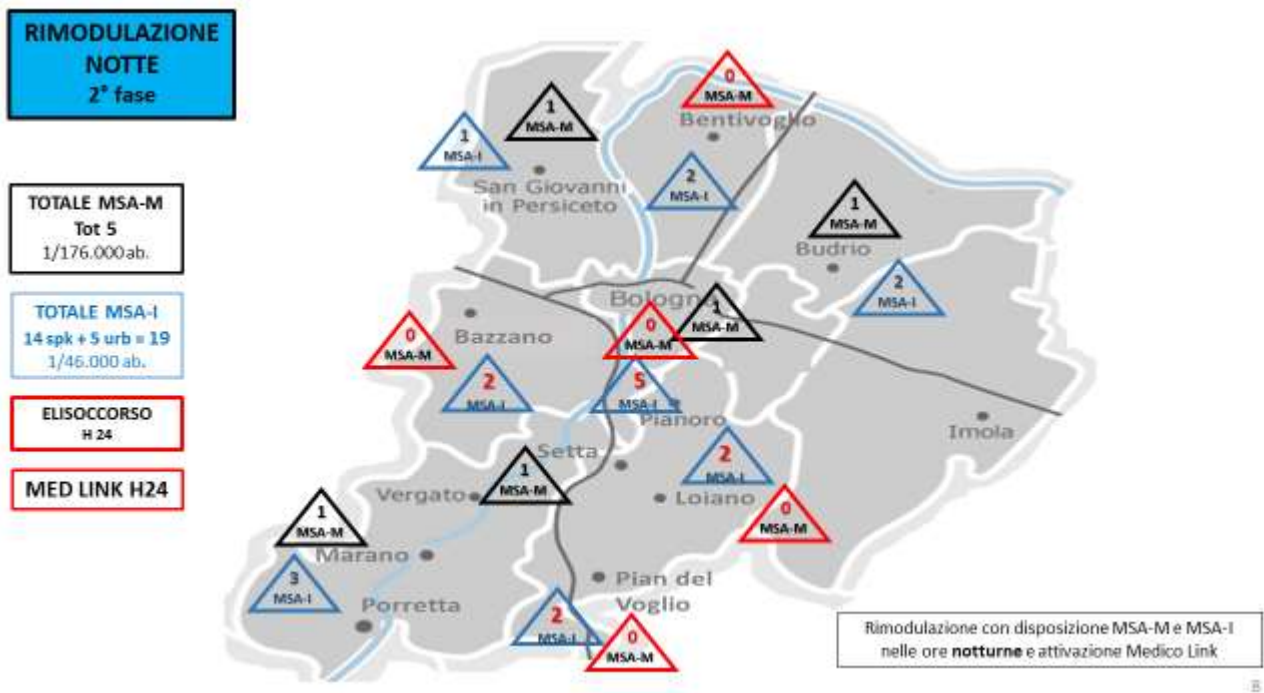 RIMODULAZIONE
NOTTE
2° fase
TOTALE MSA-M
Tot 5
1/176.000 ab.
TOTALE MSA-I
14 spk + 5 urb = 19
1/46.000 ab.
ELISOCCORSO
H 24
MED LINK H24
0
MSA-M
Bentivoglio
1
MSA-M
1
MSA-I
San Giovanni
in Persiceto
2
MSA-I
1
MSA-M
Budrio
2
MSA-I
Bologna
1
MSA-M
0
MSA-M
Bazzano
0
MSA-M
2
MSA-I
5
MSA-I
Pianoro
Imola
Setta
2
MSA-I
1
MSA-M
Vergato
Loiano
0
MSA-M
1
MSA-M
Marano
3
MSA-I
Porretta
Pian del
Voglio
2
MSA-I
0
MSA-M
Rimodulazione con disposizione MSA-M e MSA-I
nelle ore notturne e attivazione Medico Link